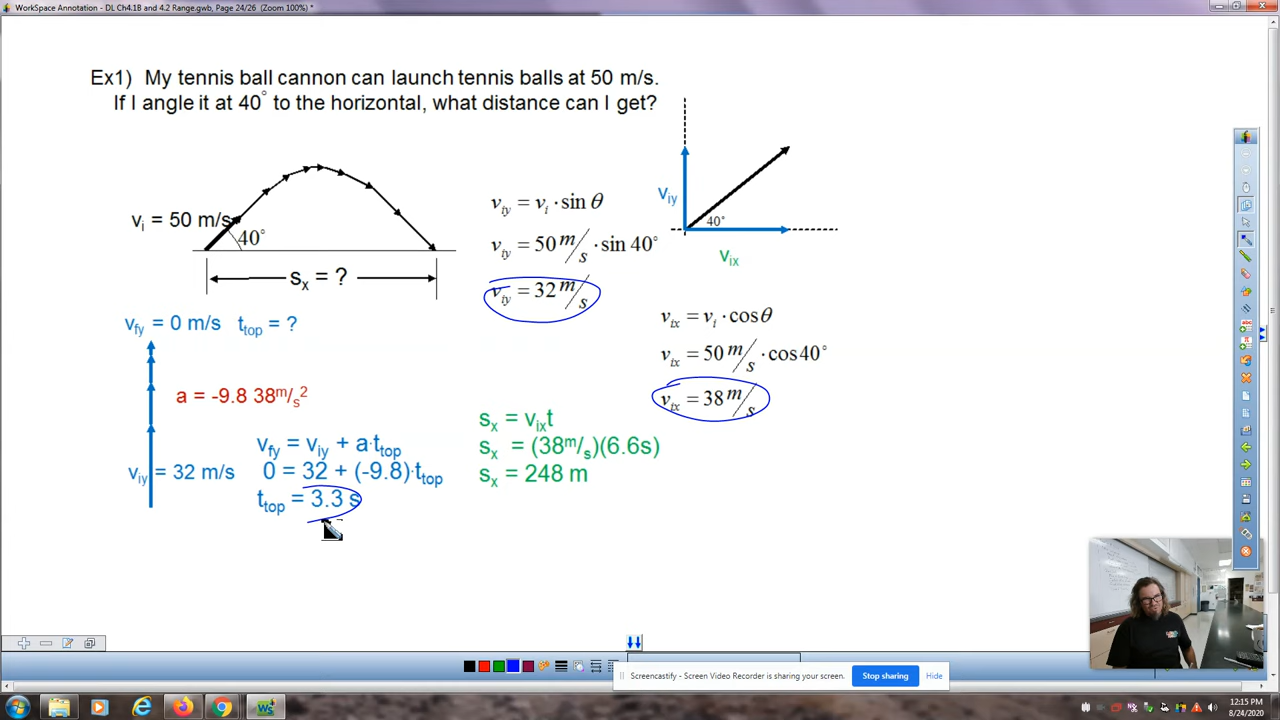 WorkSpace Annotation - DL Ch4.1B and 4.2 Range.gwb, Page 24/26 (Zoom 100%) *
Ex1) My tennis ball cannon can launch tennis balls at 50 m/s.
If I angle it at 40° to the horizontal, what distance can I get?
vi = 50 m/s
40°
sx = ?
viy = vi · sin θ
viy = 50 m/s · sin 40°
viy = 32 m/s
viy
40°
vix
vix = vi · cosθ
vix = 50 m/s · cos40°
vix = 38 m/s
vfy = 0 m/s ttop = ?
a = -9.8 38m/s2
viy = 32 m/s
vfy = viy + a·ttop
0 = 32 + (-9.8)·ttop
ttop = 3.3 s
sx = vixt
sx = (38m/s)(6.6s)
sx = 248 m
Screencastify - Screen Video Recorder is sharing your screen.
Stop sharing
Hide
12:15 PM
8/24/2020